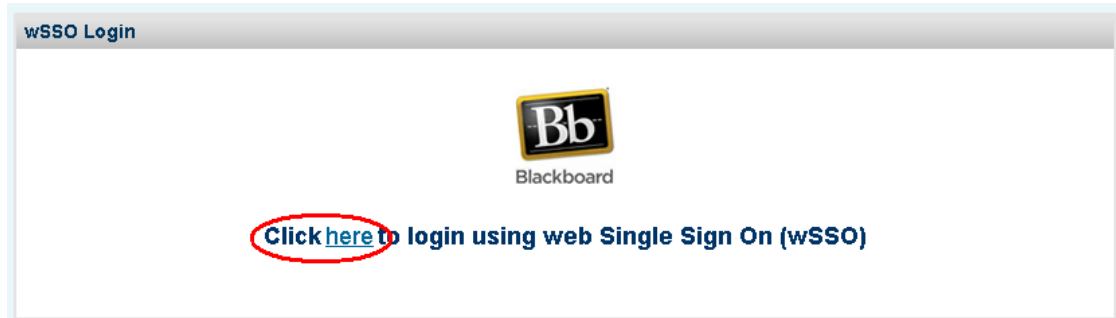 wSSO Login
Bb
Blackboard
Click here to login using web Single Sign On (wSSO)